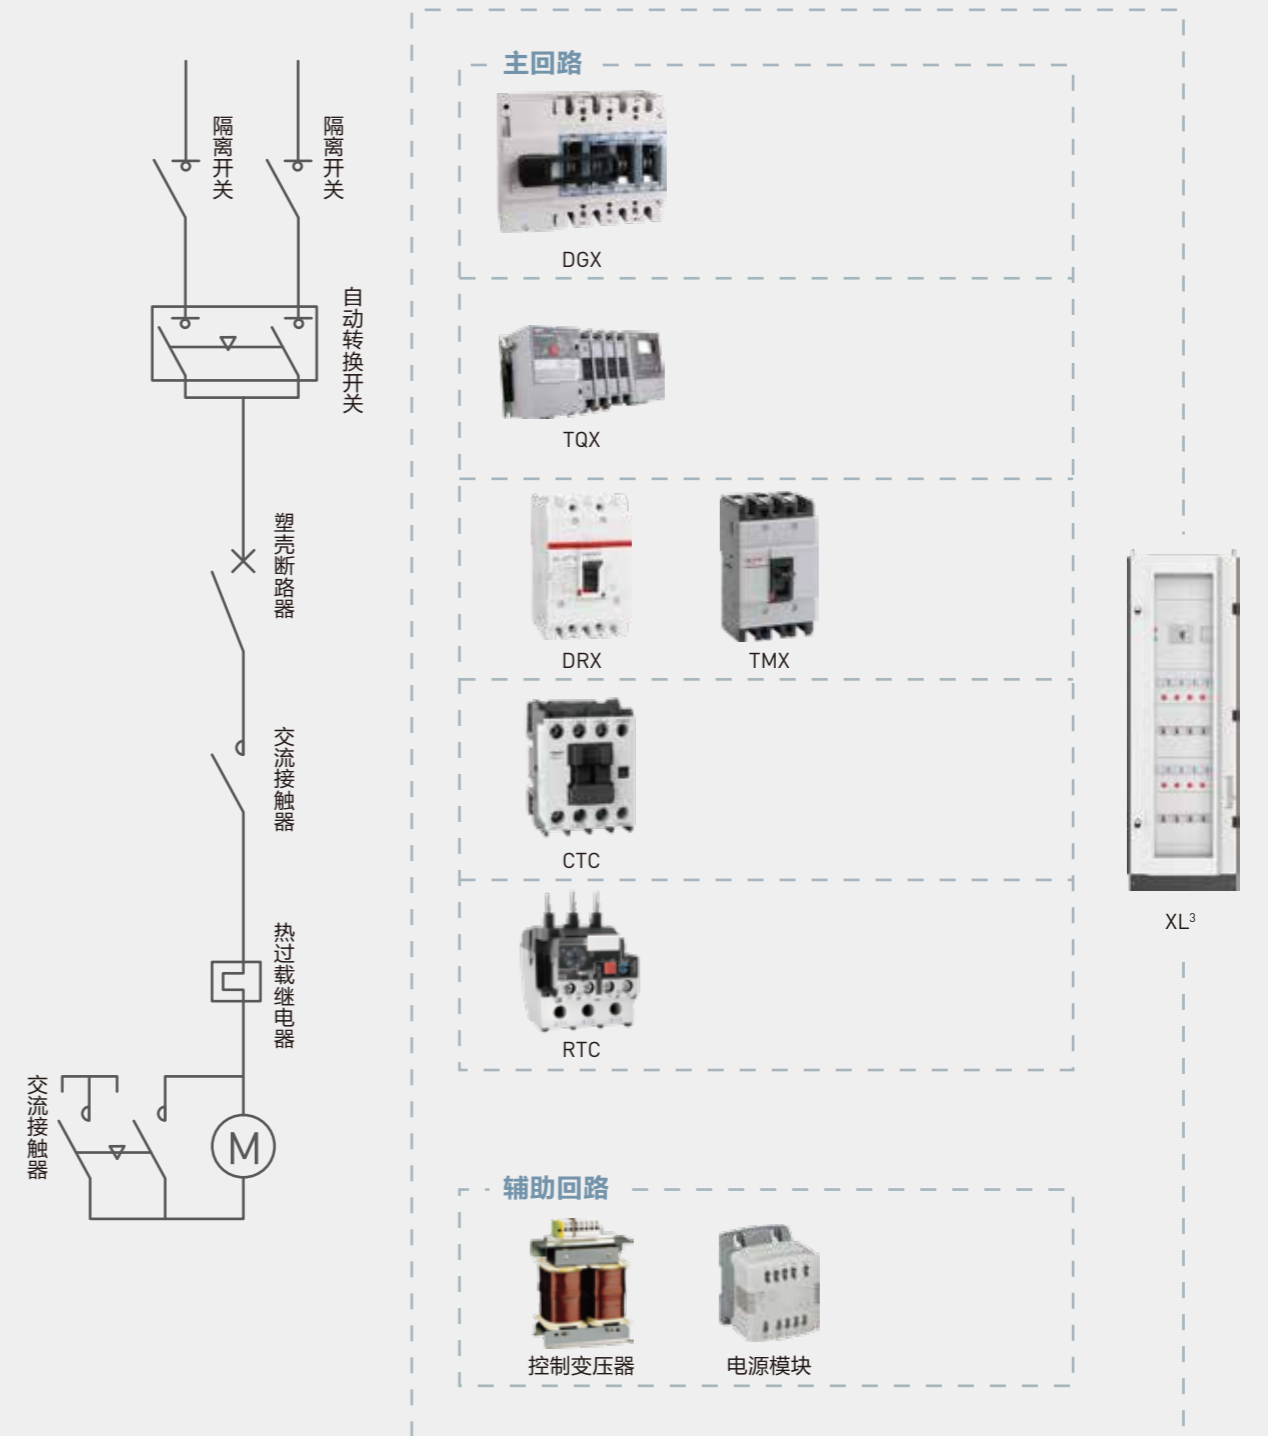 隔离开关
隔离开关
自动转换开关
塑壳断路器
交流接触器
热过载继电器
交流接触器
M
主回路
DGX
TQX
DRX
TMX
CTC
RTC
XL³
辅助回路
控制变压器
电源模块